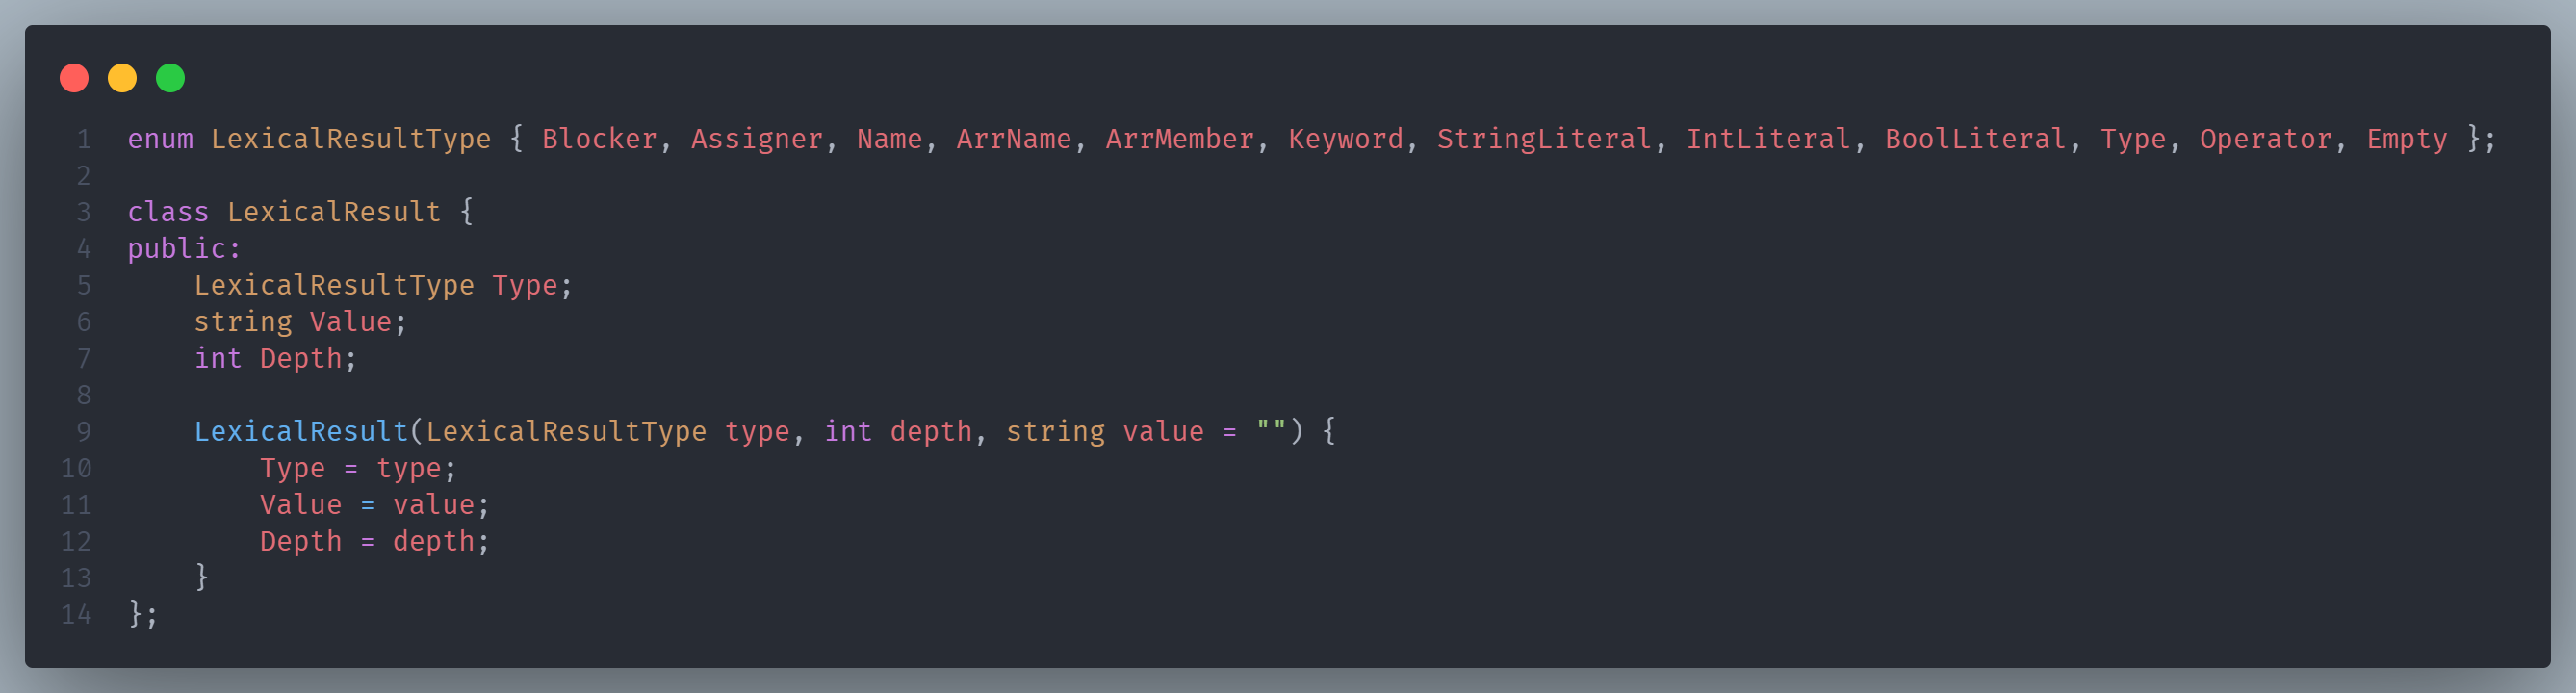 1 enum LexicalResultType { Blocker, Assigner, Name, ArrName, ArrMember, Keyword, StringLiteral, IntLiteral, BoolLiteral, Type, Operator, Empty };
2
3 class LexicalResult {
4 public:
5     LexicalResultType Type;
6     string Value;
7     int Depth;
8
9     LexicalResult(LexicalResultType type, int depth, string value = "") {
10         Type = type;
11         Value = value;
12         Depth = depth;
13     }
14 };